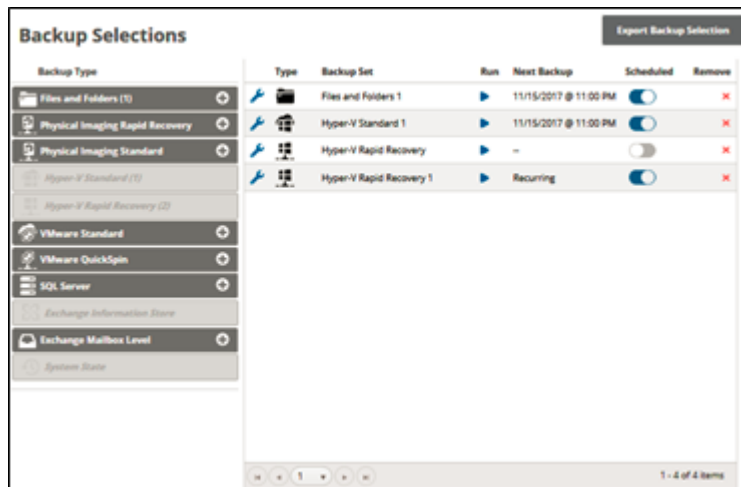 Backup Selections
Export Backup Selection
Backup Type
Type Backup Set Run Next Backup Scheduled Remove
Files and Folders (1)
Physical Imaging Rapid Recovery
Physical Imaging Standard
Hyper-V Standard (1)
Hyper-V Rapid Recovery (2)
VMware Standard
VMware QuickSpin
SQL Server
Exchange Information Store
Exchange Mailbox Level
System State
Files and Folders 1 11/15/2017 @ 11:00 PM
Hyper-V Standard 1 11/15/2017 @ 11:00 PM
Hyper-V Rapid Recovery –
Hyper-V Rapid Recovery 1 Recurring
1
1 - 4 of 4 items